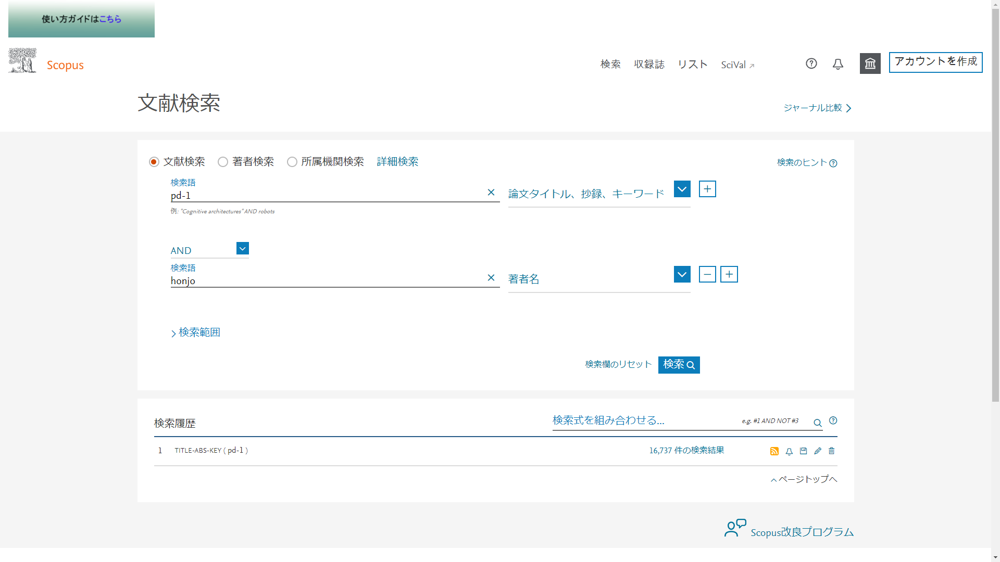 使い方ガイドはこちら
Scopus
検索 収録誌 リスト SciVal
アカウントを作成
文献検索
ジャーナル比較
文献検索 著者検索 所属機関検索 詳細検索
検索のヒント
検索語
pd-1
論文タイトル、抄録、キーワード
例: "Cognitive architectures" AND robots
AND
検索語
honjo
著者名
検索範囲
検索欄のリセット 検索
検索履歴
検索式を組み合わせる... e.g. #1 AND NOT #3
1 TITLE-ABS-KEY ( pd-1 ) 16,737 件の検索結果
ページトップへ
Scopus改良プログラム